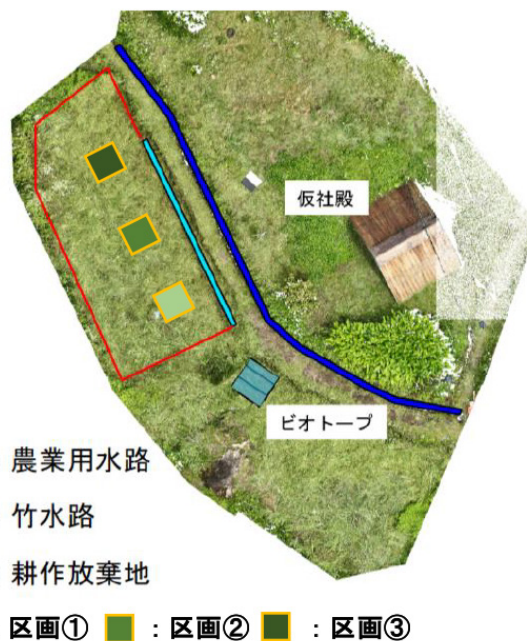 仮社殿
ビオトープ
農業用水路
竹水路
耕作放棄地
区画① : 区画② : 区画③